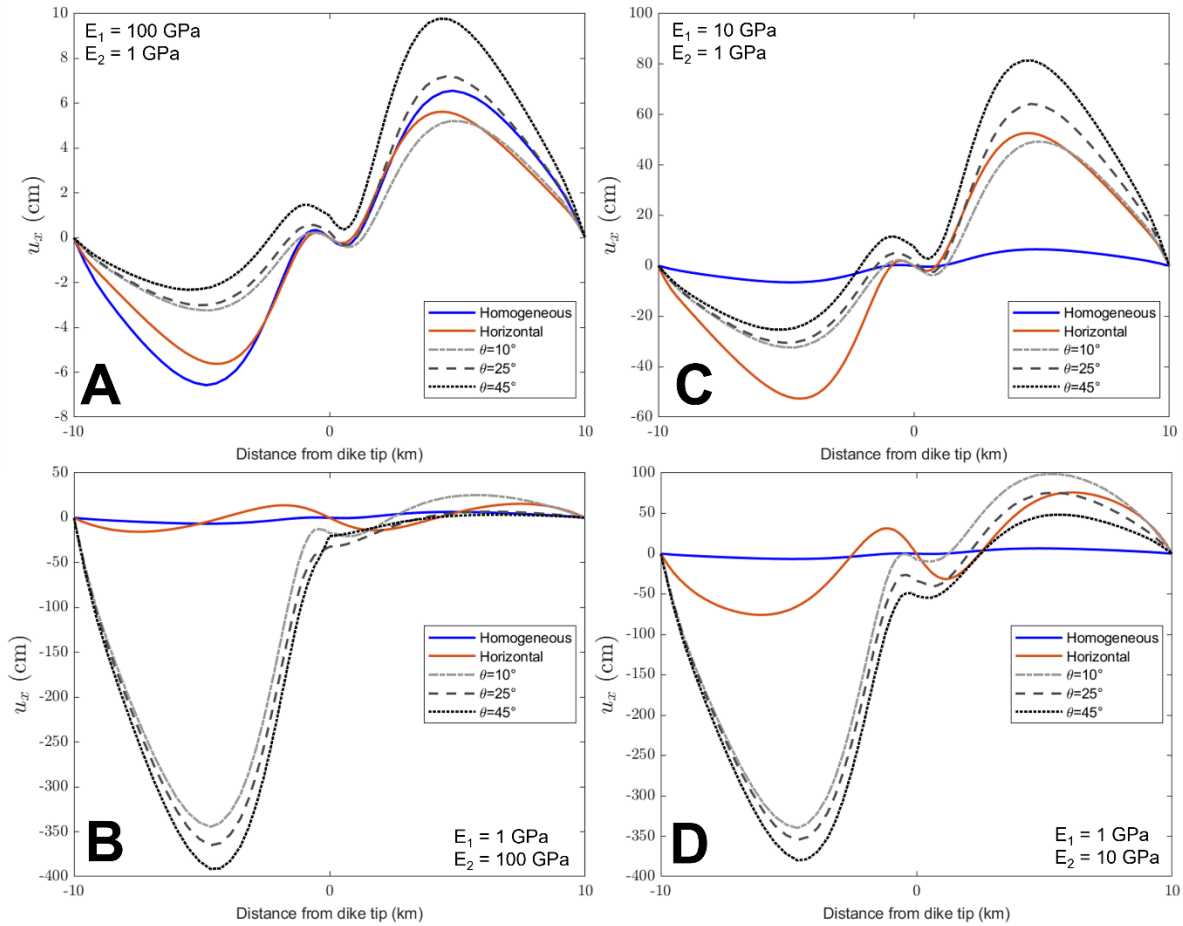 E1 = 100 GPa
E2 = 1 GPa
10
8
6
4
2
0
-2
-4
-6
-8
ux (cm)
-10
0
10
Distance from dike tip (km)
Homogeneous
Horizontal
θ=10°
θ=25°
θ=45°
A
E1 = 10 GPa
E2 = 1 GPa
100
80
60
40
20
0
-20
-40
-60
ux (cm)
-10
0
10
Distance from dike tip (km)
Homogeneous
Horizontal
θ=10°
θ=25°
θ=45°
C
50
0
-50
-100
-150
-200
-250
-300
-350
-400
ux (cm)
-10
0
10
Distance from dike tip (km)
Homogeneous
Horizontal
θ=10°
θ=25°
θ=45°
B
E1 = 1 GPa
E2 = 100 GPa
100
50
0
-50
-100
-150
-200
-250
-300
-350
-400
ux (cm)
-10
0
10
Distance from dike tip (km)
Homogeneous
Horizontal
θ=10°
θ=25°
θ=45°
D
E1 = 1 GPa
E2 = 10 GPa